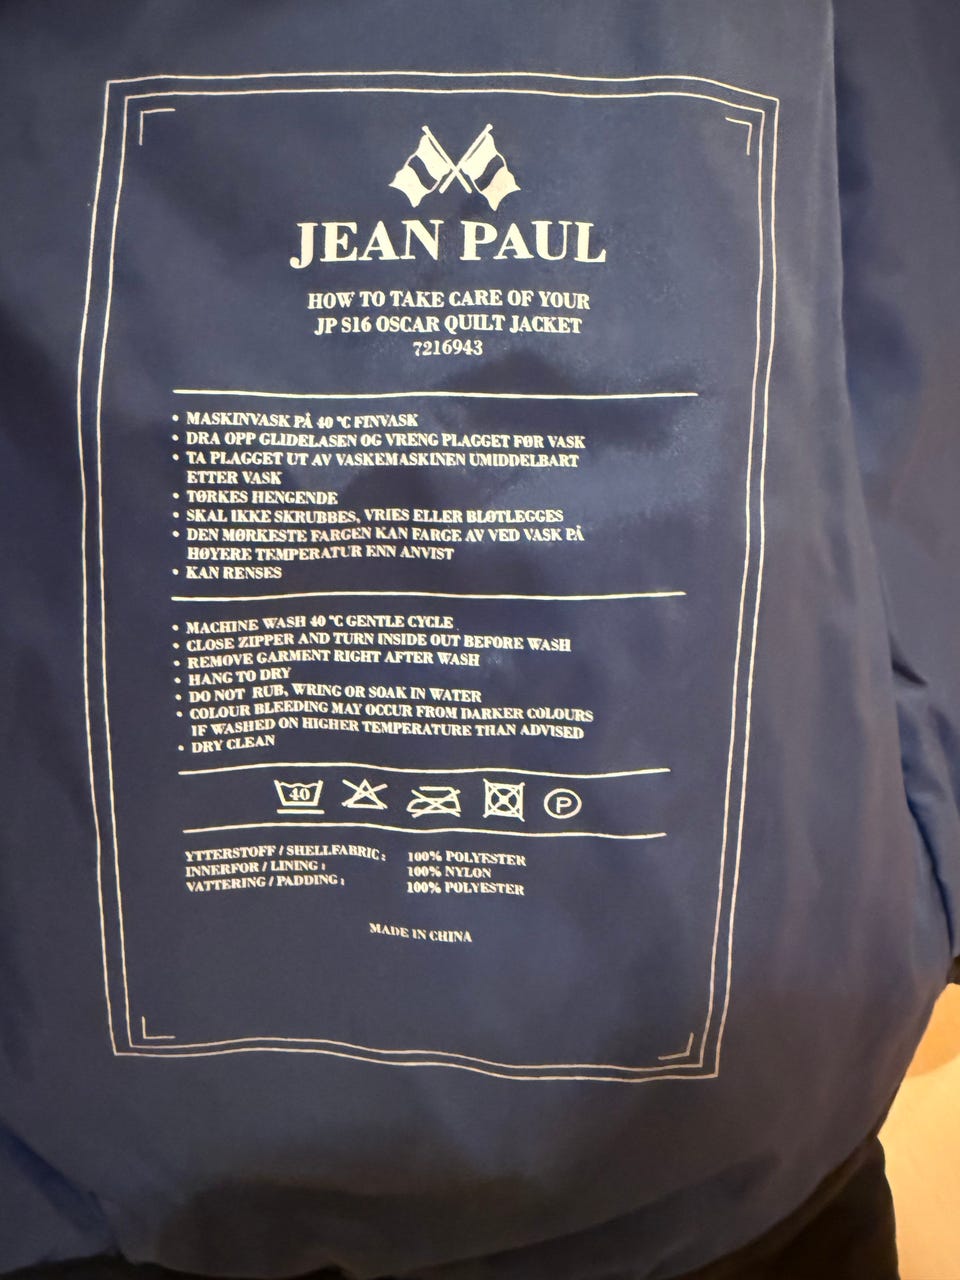 JEAN PAUL
HOW TO TAKE CARE OF YOUR
JP S16 OSCAR QUILT JACKET
7216943
• MASKINVASK PÅ 40 °C FINVASK
• DRA OPP GLIDELASEN OG VRENG PLAGGET FØR VASK
• TA PLAGGET UT AV VASKEMASKINEN UMIDDELBART
ETTER VASK
• TØRKES HENGENDE
• SKAL IKKE SKRUBBES, VRIES ELLER BLØTLEGGES
• DEN MØRKESTE FARGEN KAN FARGE AV VED VASK PÅ
HØYERE TEMPERATUR ENN ANVIST
• KAN RENSES
• MACHINE WASH 40 °C GENTLE CYCLE
• CLOSE ZIPPER AND TURN INSIDE OUT BEFORE WASH
• REMOVE GARMENT RIGHT AFTER WASH
• HANG TO DRY
• DO NOT RUB, WRING OR SOAK IN WATER
• COLOUR BLEEDING MAY OCCUR FROM DARKER COLOURS
IF WASHED ON HIGHER TEMPERATURE THAN ADVISED
• DRY CLEAN
40 P
YTTERSTOFF / SHELLFABRIC : 100% POLYESTER
INNERFOR / LINING : 100% NYLON
VATTERING / PADDING : 100% POLYESTER
MADE IN CHINA